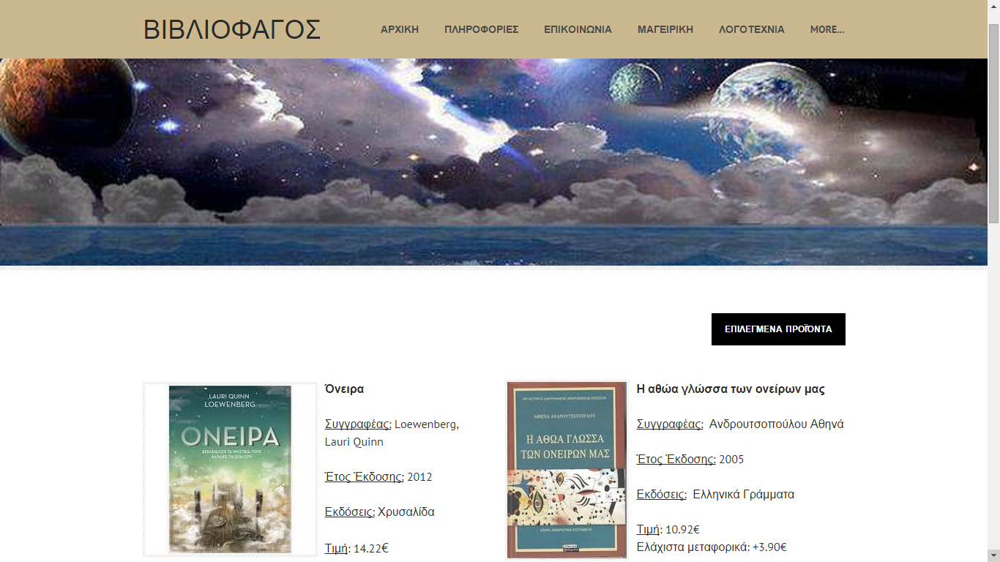 ΒΙΒΛΙΟΦΑΓΟΣ
ΑΡΧΙΚΗ ΠΛΗΡΟΦΟΡΙΕΣ ΕΠΙΚΟΙΝΩΝΙΑ ΜΑΓΕΙΡΙΚΗ ΛΟΓΟΤΕΧΝΙΑ MORE...
ΕΠΙΛΕΓΜΕΝΑ ΠΡΟΪΟΝΤΑ
LAURI QUINN
LOEWENBERG
ΟΝΕΙΡΑ
ΞΕΚΛΕΙΔΩΣΕ ΤΑ ΜΥΣΤΙΚΑ ΤΟΥΣ
ΑΛΛΑΞΕ ΤΗ ΖΩΗ ΣΟΥ
Όνειρα
Συγγραφέας: Loewenberg,
Lauri Quinn
Έτος Έκδοσης: 2012
Εκδόσεις: Χρυσαλίδα
Τιμή: 14.22€
ΕΡΓΑΣΤΗΡΙΟ ΔΙΕΡΕΥΝΗΣΗΣ ΑΝΘΡΩΠΙΝΩΝ ΣΧΕΣΕΩΝ
ΑΘΗΝΑ ΑΝΔΡΟΥΤΣΟΠΟΥΛΟΥ
Η ΑΘΩΑ ΓΛΩΣΣΑ
ΤΩΝ ΟΝΕΙΡΩΝ ΜΑΣ
ΣΕΙΡΑ: ΑΝΘΡΩΠΙΝΑ ΣΥΣΤΗΜΑΤΑ
Η αθώα γλώσσα των ονείρων μας
Συγγραφέας: Ανδρουτσοπούλου Αθηνά
Έτος Έκδοσης: 2005
Εκδόσεις: Ελληνικά Γράμματα
Τιμή: 10.92€
Ελάχιστα μεταφορικά: +3.90€